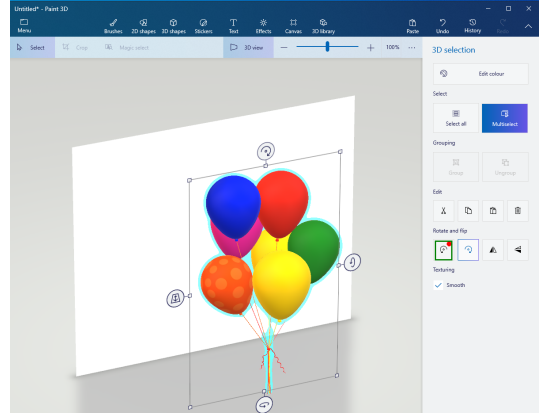 Untitled* - Paint 3D
Menu
Brushes
2D shapes
3D shapes
Stickers
Text
Effects
Canvas
3D library
Paste
Undo
History
Redo
Select
Crop
Magic select
3D view
100%
3D selection
Edit colour
Select
Select all
Multiselect
Grouping
Group
Ungroup
Edit
Rotate and flip
Texturing
Smooth